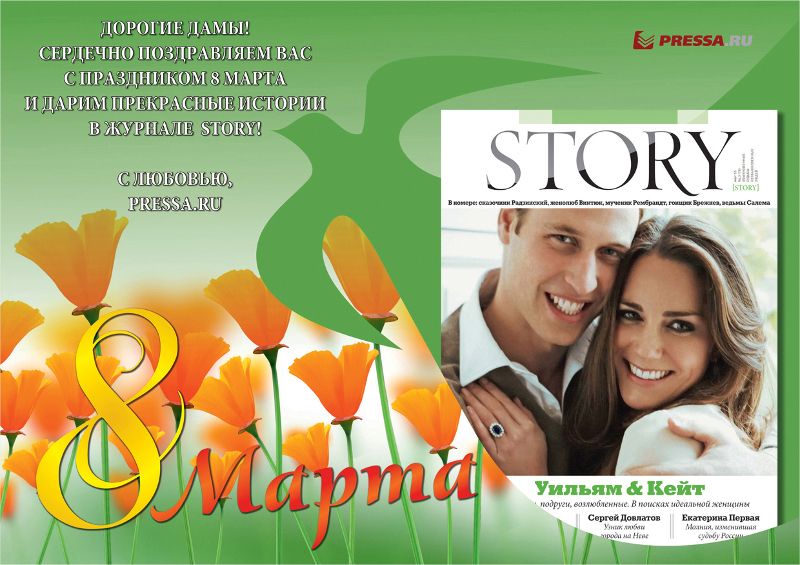 ДОРОГИЕ ДАМЫ!
СЕРДЕЧНО ПОЗДРАВЛЯЕМ ВАС
С ПРАЗДНИКОМ 8 МАРТА
И ДАРИМ ПРЕКРАСНЫЕ ИСТОРИИ
В ЖУРНАЛЕ STORY!
С ЛЮБОВЬЮ,
PRESSA.RU
PRESSA.RU
STORY
[STORY]
В номере: сказочник Радзинский, женолюб Виктюк, мученик Рембрандт, гонщик Брежнев, ведьмы Салема
Уильям & Кейт
подруги, возлюбленные. В поисках идеальной женщины
Сергей Довлатов
Узник любви
города на Неве
Екатерина Первая
Молния, изменившая
судьбу России
8 Марта